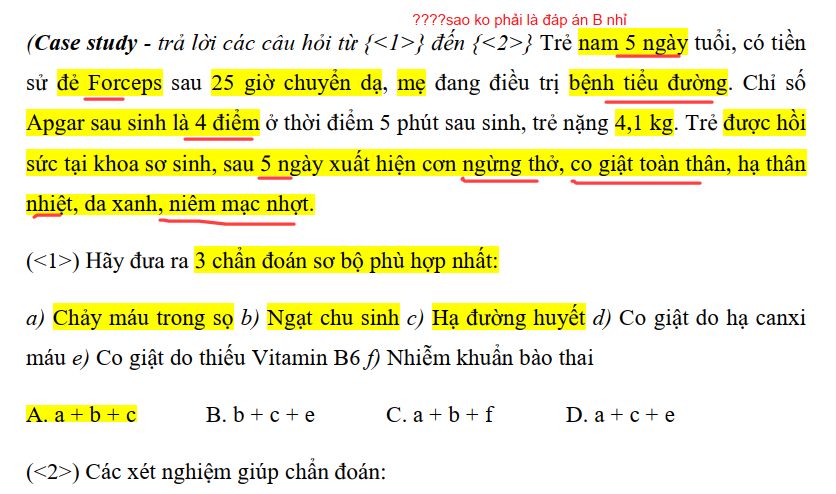 ????sao ko phải là đáp án B nhỉ
(Case study - trả lời các câu hỏi từ {<1>} đến {<2>} Trẻ nam 5 ngày tuổi, có tiền
sử đẻ Forceps sau 25 giờ chuyển dạ, mẹ đang điều trị bệnh tiểu đường. Chỉ số
Apgar sau sinh là 4 điểm ở thời điểm 5 phút sau sinh, trẻ nặng 4,1 kg. Trẻ được hồi
sức tại khoa sơ sinh, sau 5 ngày xuất hiện cơn ngừng thở, co giật toàn thân, hạ thân
nhiệt, da xanh, niêm mạc nhợt.
(<1>) Hãy đưa ra 3 chẩn đoán sơ bộ phù hợp nhất:
a) Chảy máu trong sọ b) Ngạt chu sinh c) Hạ đường huyết d) Co giật do hạ canxi
máu e) Co giật do thiếu Vitamin B6 f) Nhiễm khuẩn bào thai
A. a + b + c B. b + c + e C. a + b + f D. a + c + e
(<2>) Các xét nghiệm giúp chẩn đoán: